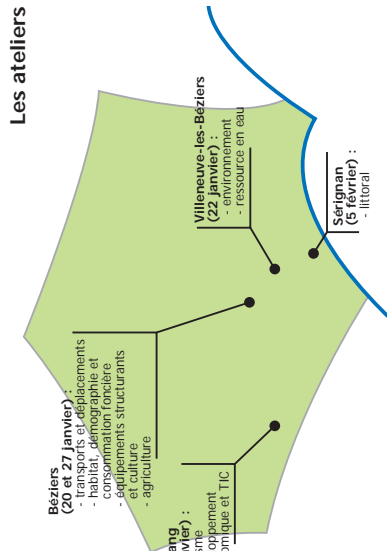 Les ateliers
Béziers
(20 et 27 janvier) :
- transports et déplacements
- habitat, démographie et
consommation foncière
- équipements structurants
et culture
- agriculture
Villeneuve-les-Béziers
(22 janvier) :
- environnement
- ressource en eau
Sérignan
(5 février) :
- littoral
ang
vier) :
sme
oppement
omique et TIC